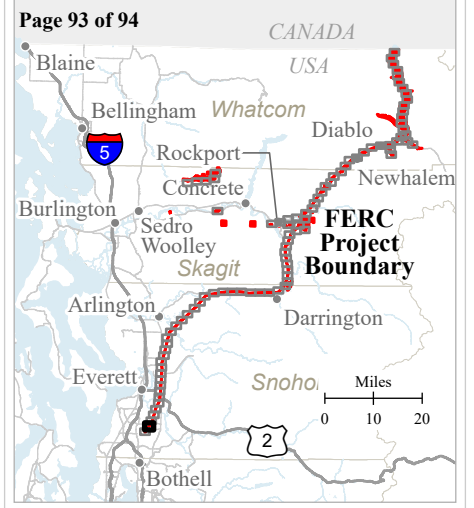 Page 93 of 94
CANADA
USA
Blaine
Bellingham
Whatcom
Diablo
5
Rockport
Newhalem
Concrete
Burlington
Sedro
Woolley
FERC
Project
Boundary
Skagit
Arlington
Darrington
Everett
Snoho
Miles
0 10 20
2
Bothell